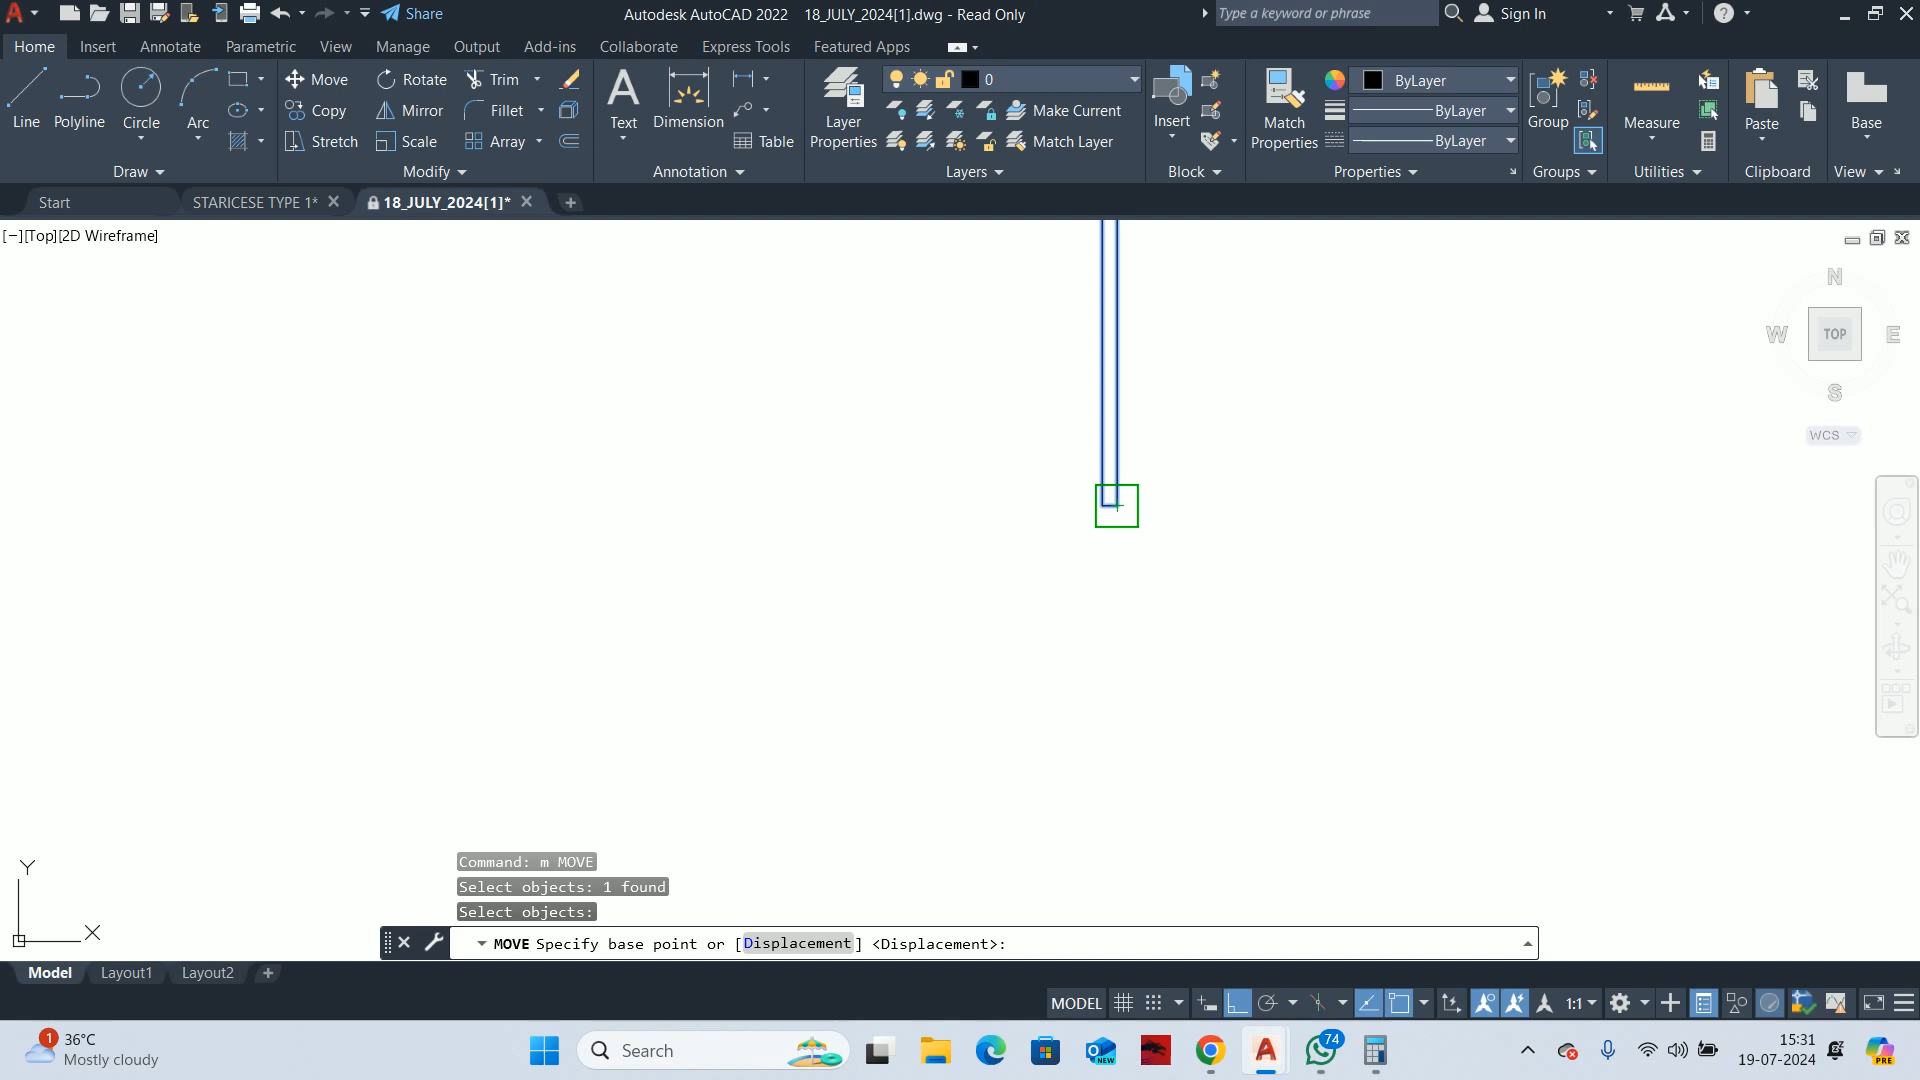 Share
Autodesk AutoCAD 2022 18_JULY_2024[1].dwg - Read Only
Type a keyword or phrase
Sign In
Home Insert Annotate Parametric View Manage Output Add-ins Collaborate Express Tools Featured Apps
Line Polyline Circle Arc
Move Rotate Trim
Copy Mirror Fillet
Stretch Scale Array
Text Dimension Table
Layer Properties
0
Make Current
Match Layer
Insert
Match Properties
ByLayer
ByLayer
ByLayer
Group
Measure
Paste
Base
Draw Modify Annotation Layers Block Properties Groups Utilities Clipboard View
Start STARICESE TYPE 1* 18_JULY_2024[1]*
[−][Top][2D Wireframe]
N
W TOP E
S
WCS
Y
X
Command: m MOVE
Select objects: 1 found
Select objects:
MOVE Specify base point or [Displacement] <Displacement>:
Model Layout1 Layout2
MODEL 1:1
1
36°C
Mostly cloudy
Search
NEW
74
15:31
19-07-2024
PRE